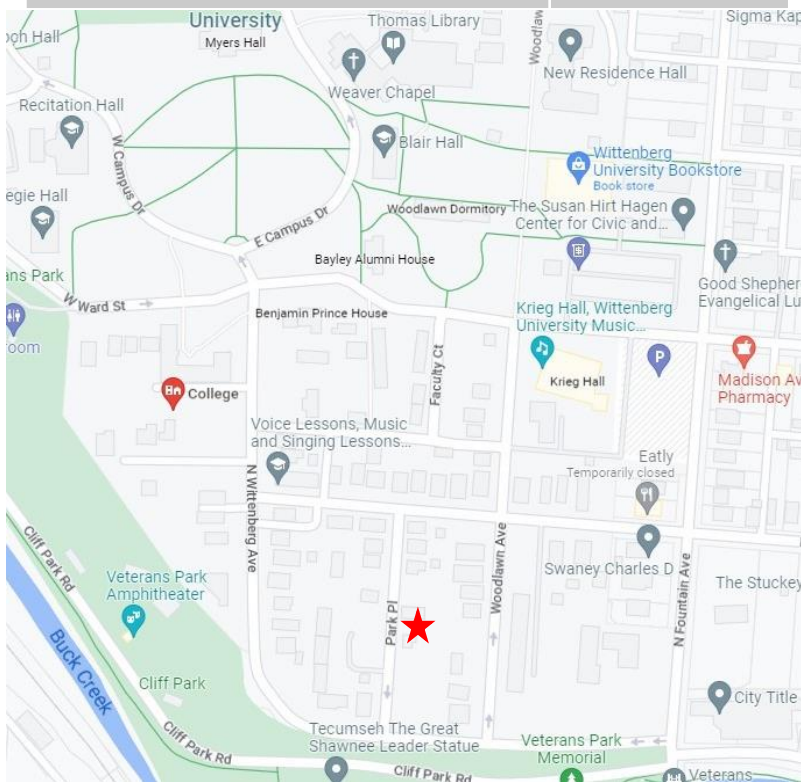 University
Myers Hall
Thomas Library
Woodlawn
Sigma Kap
och Hall
Weaver Chapel
New Residence Hall
Recitation Hall
W Campus Dr
Blair Hall
Wittenberg
University Bookstore
Book store
egie Hall
E Campus Dr
Woodlawn Dormitory
The Susan Hirt Hagen
Center for Civic and...
Bayley Alumni House
ans Park
W Ward St
Good Shepher
Evangelical Lu
Benjamin Prince House
Krieg Hall, Wittenberg
University Music...
oom
Faculty Ct
Krieg Hall
P
Madison Av
Pharmacy
College
Voice Lessons, Music
and Singing Lessons...
Eatly
Temporarily closed
N Wittenberg Ave
Cliff Park Rd
Woodlawn Ave
Swaney Charles D
N Fountain Ave
The Stuckey
Veterans Park
Amphitheater
Park Pl
Buck Creek
Cliff Park
City Title
Tecumseh The Great
Shawnee Leader Statue
Cliff Park Rd
Veterans Park
Memorial
Cliff Park Rd
Veterans